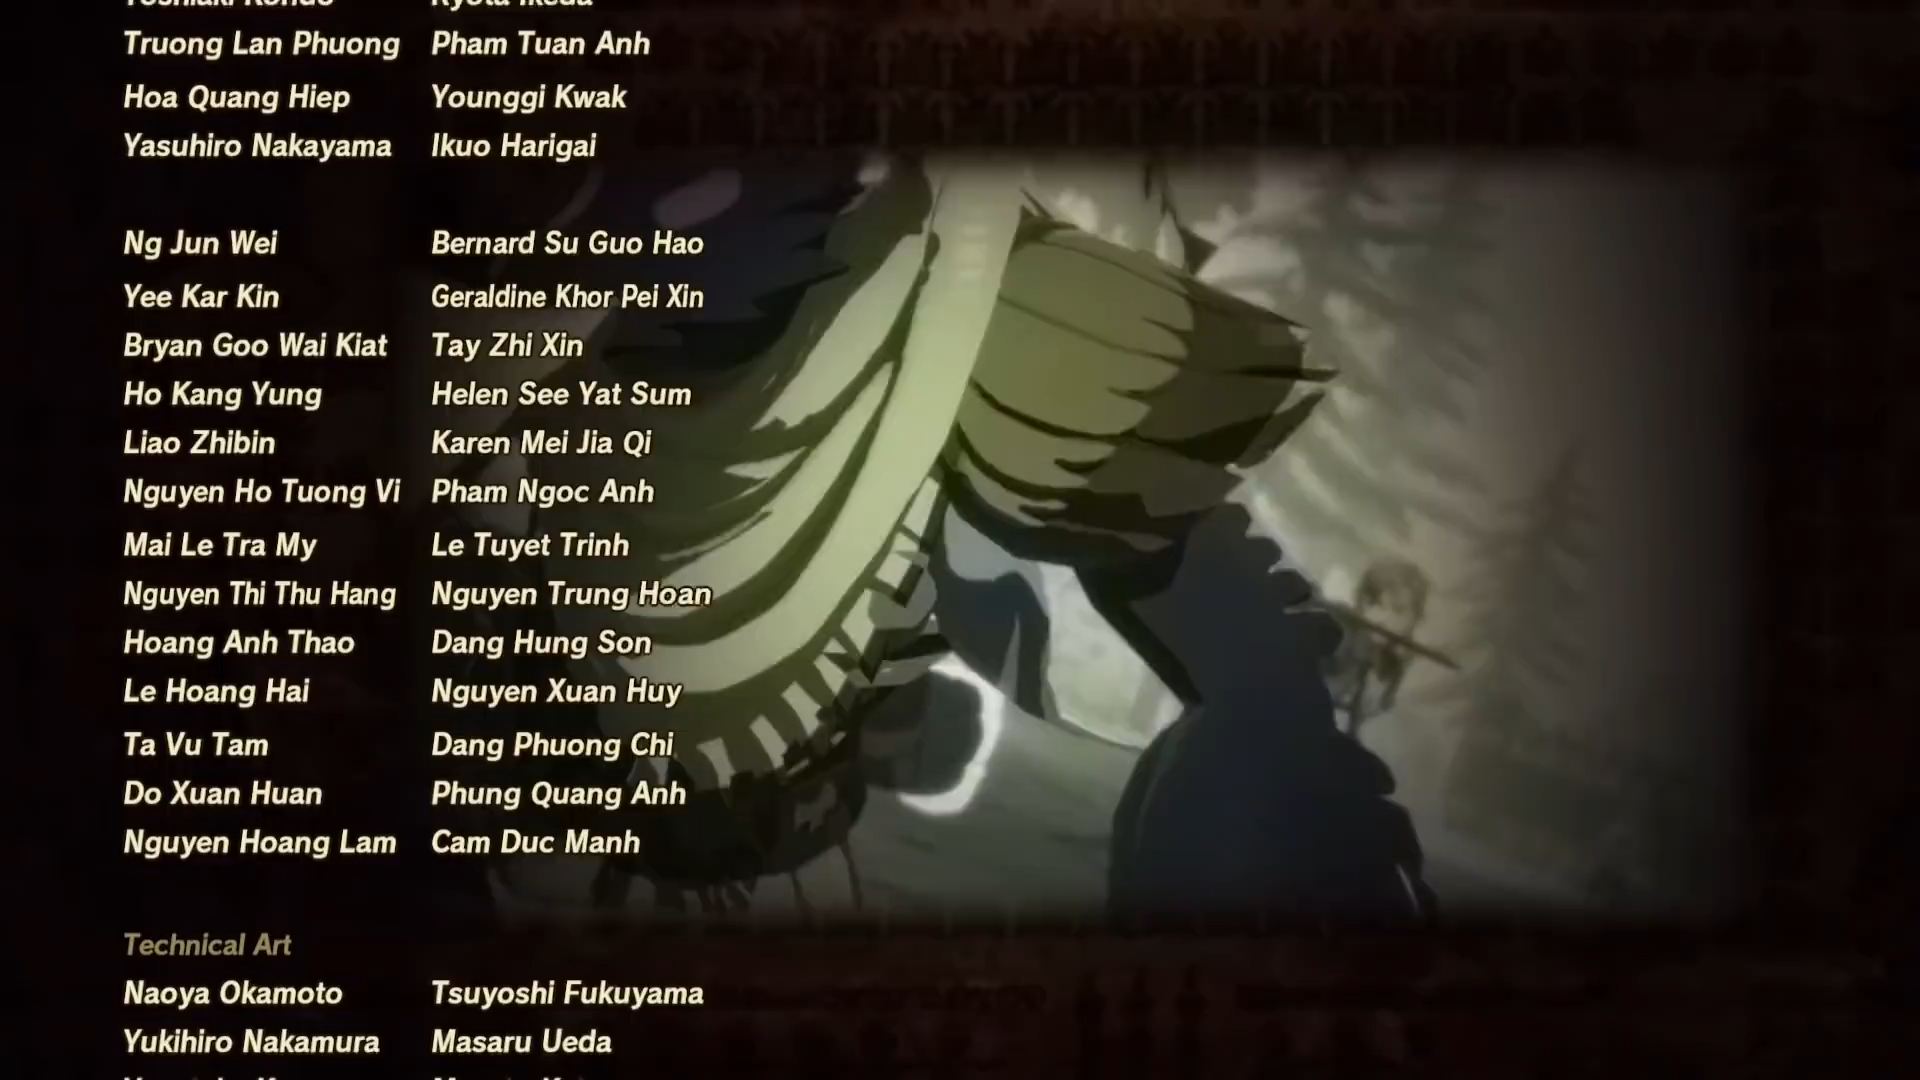 Truong Lan Phuong Pham Tuan Anh
Hoa Quang Hiep Younggi Kwak
Yasuhiro Nakayama Ikuo Harigai
Ng Jun Wei Bernard Su Guo Hao
Yee Kar Kin Geraldine Khor Pei Xin
Bryan Goo Wai Kiat Tay Zhi Xin
Ho Kang Yung Helen See Yat Sum
Liao Zhibin Karen Mei Jia Qi
Nguyen Ho Tuong Vi Pham Ngoc Anh
Mai Le Tra My Le Tuyet Trinh
Nguyen Thi Thu Hang Nguyen Trung Hoan
Hoang Anh Thao Dang Hung Son
Le Hoang Hai Nguyen Xuan Huy
Ta Vu Tam Dang Phuong Chi
Do Xuan Huan Phung Quang Anh
Nguyen Hoang Lam Cam Duc Manh
Technical Art
Naoya Okamoto Tsuyoshi Fukuyama
Yukihiro Nakamura Masaru Ueda